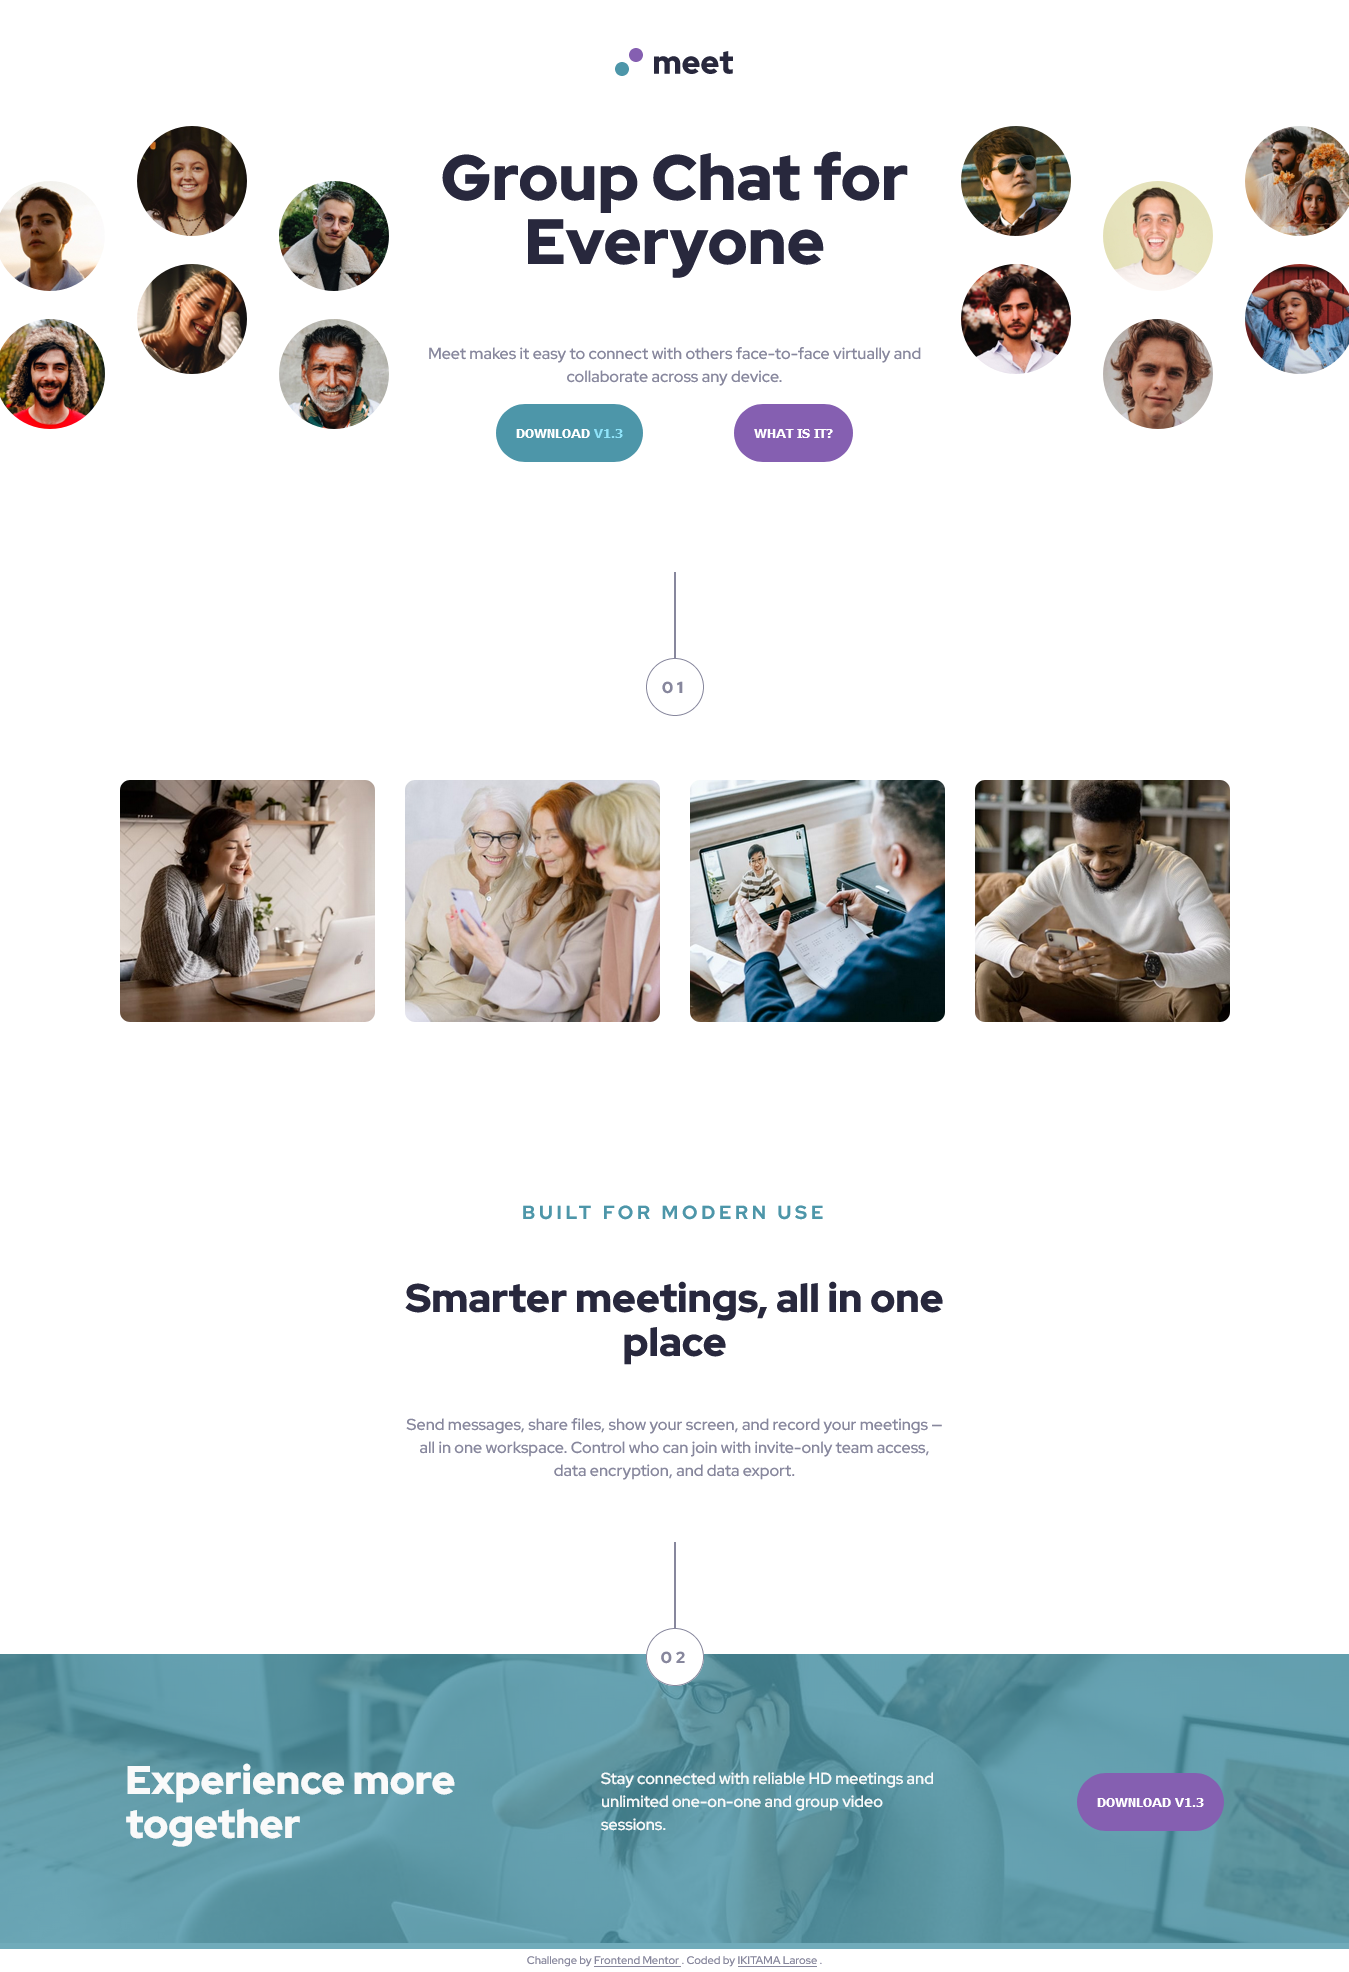 meet
Group Chat for
Everyone
Meet makes it easy to connect with others face-to-face virtually and
collaborate across any device.
DOWNLOAD V1.3
WHAT IS IT?
01
BUILT FOR MODERN USE
Smarter meetings, all in one
place
Send messages, share files, show your screen, and record your meetings —
all in one workspace. Control who can join with invite-only team access,
data encryption, and data export.
02
Experience more
together
Stay connected with reliable HD meetings and
unlimited one-on-one and group video
sessions.
DOWNLOAD V1.3
Challenge by Frontend Mentor . Coded by IKITAMA Larose .